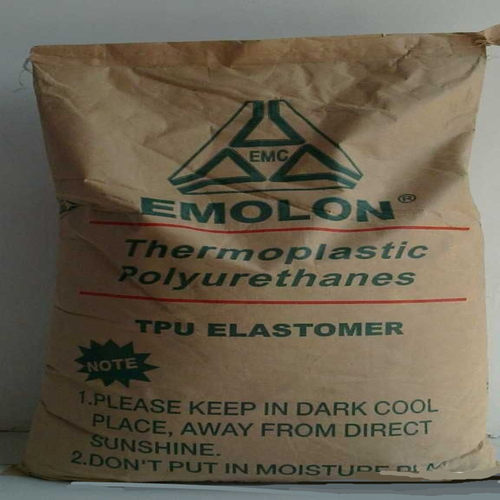 EMC
EMOLON®
Thermoplastic
Polyurethanes
TPU ELASTOMER
NOTE
1.PLEASE KEEP IN DARK COOL
PLACE, AWAY FROM DIRECT
SUNSHINE.
2.DON'T PUT IN MOISTURE